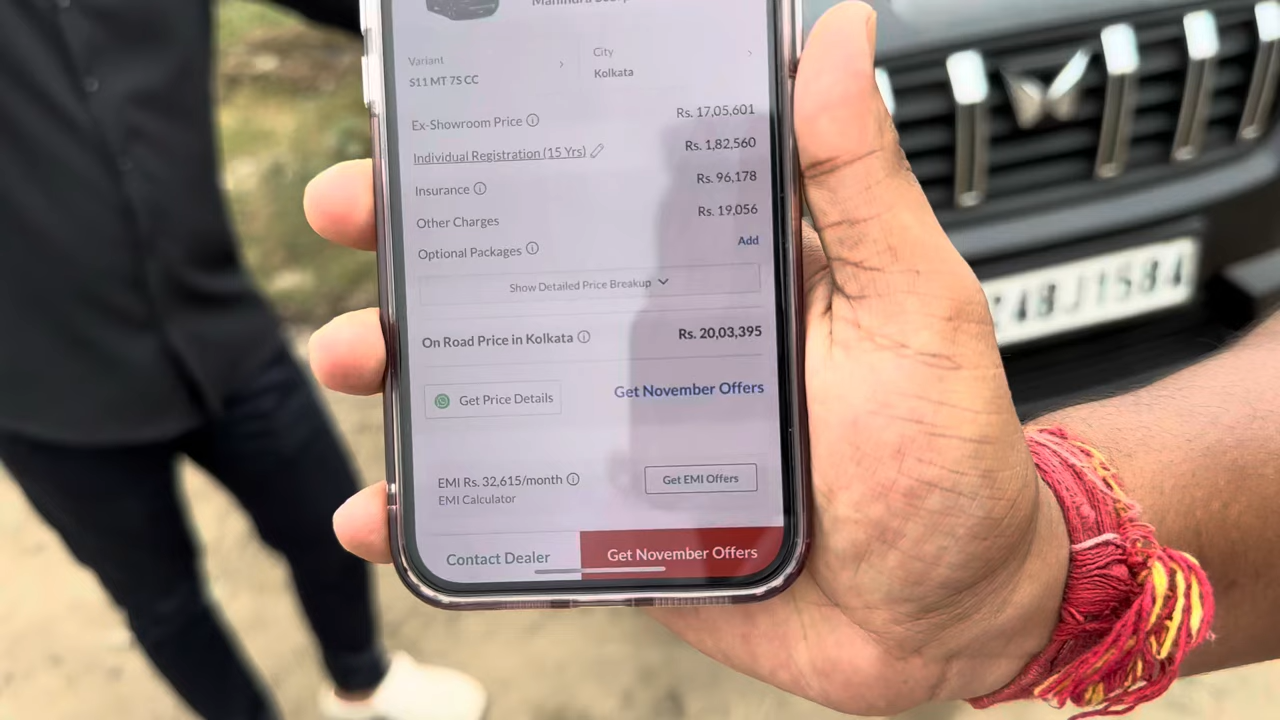 Mahindra
Variant
S11 MT 7S CC
City
Kolkata
Ex-Showroom Price Rs. 17,05,601
Individual Registration (15 Yrs) Rs. 1,82,560
Insurance Rs. 96,178
Other Charges Rs. 19,056
Optional Packages Add
Show Detailed Price Breakup
On Road Price in Kolkata Rs. 20,03,395
Get Price Details Get November Offers
EMI Rs. 32,615/month Get EMI Offers
EMI Calculator
Contact Dealer Get November Offers
48J1584